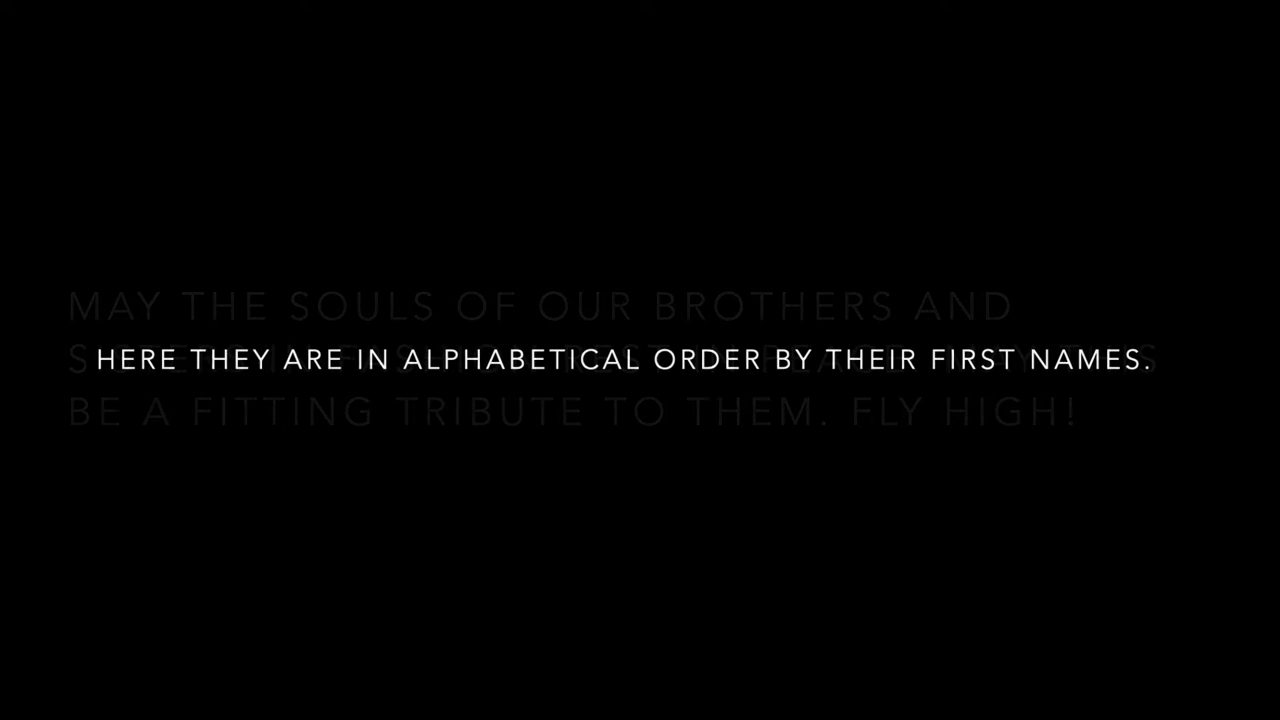 MAY THE SOULS OF OUR BROTHERS AND
HERE THEY ARE IN ALPHABETICAL ORDER BY THEIR FIRST NAMES.
BE A FITTING TRIBUTE TO THEM. FLY HIGH!